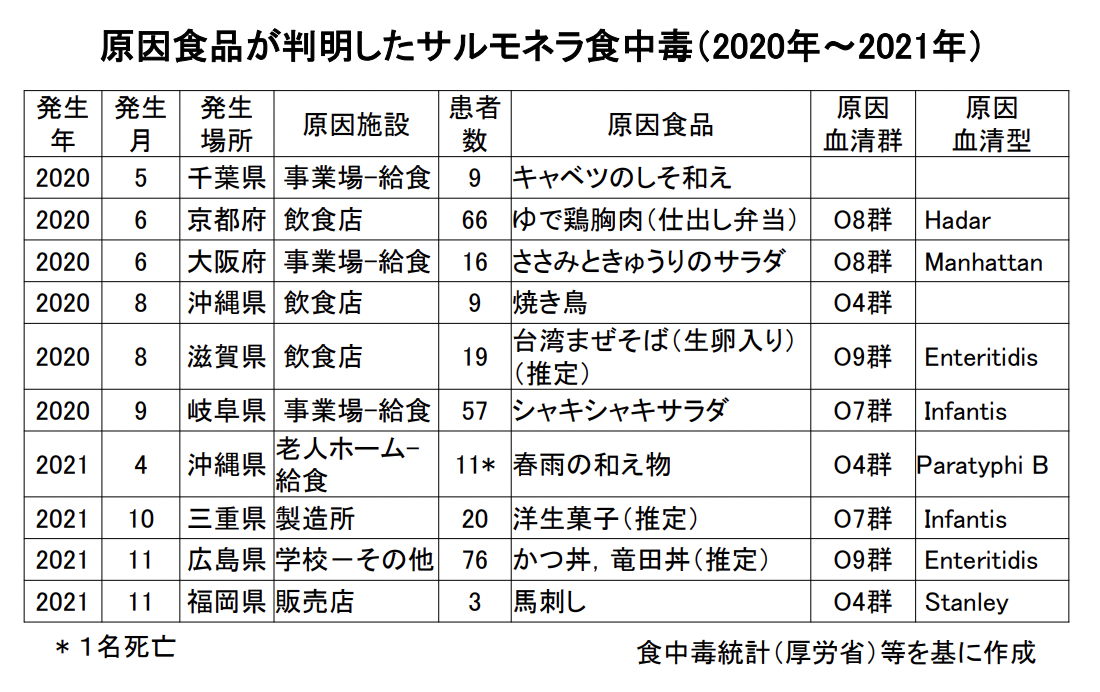 原因食品が判明したサルモネラ食中毒（2020年～2021年）
発生年 発生月 発生場所 原因施設 患者数 原因食品 原因血清群 原因血清型
2020 5 千葉県 事業場-給食 9 キャベツのしそ和え
2020 6 京都府 飲食店 66 ゆで鶏胸肉（仕出し弁当） O8群 Hadar
2020 6 大阪府 事業場-給食 16 ささみときゅうりのサラダ O8群 Manhattan
2020 8 沖縄県 飲食店 9 焼き鳥 O4群
2020 8 滋賀県 飲食店 19 台湾まぜそば（生卵入り）（推定） O9群 Enteritidis
2020 9 岐阜県 事業場-給食 57 シャキシャキサラダ O7群 Infantis
2021 4 沖縄県 老人ホーム-給食 11* 春雨の和え物 O4群 Paratyphi B
2021 10 三重県 製造所 20 洋生菓子（推定） O7群 Infantis
2021 11 広島県 学校－その他 76 かつ丼，竜田丼（推定） O9群 Enteritidis
2021 11 福岡県 販売店 3 馬刺し O4群 Stanley
* １名死亡
食中毒統計（厚労省）等を基に作成